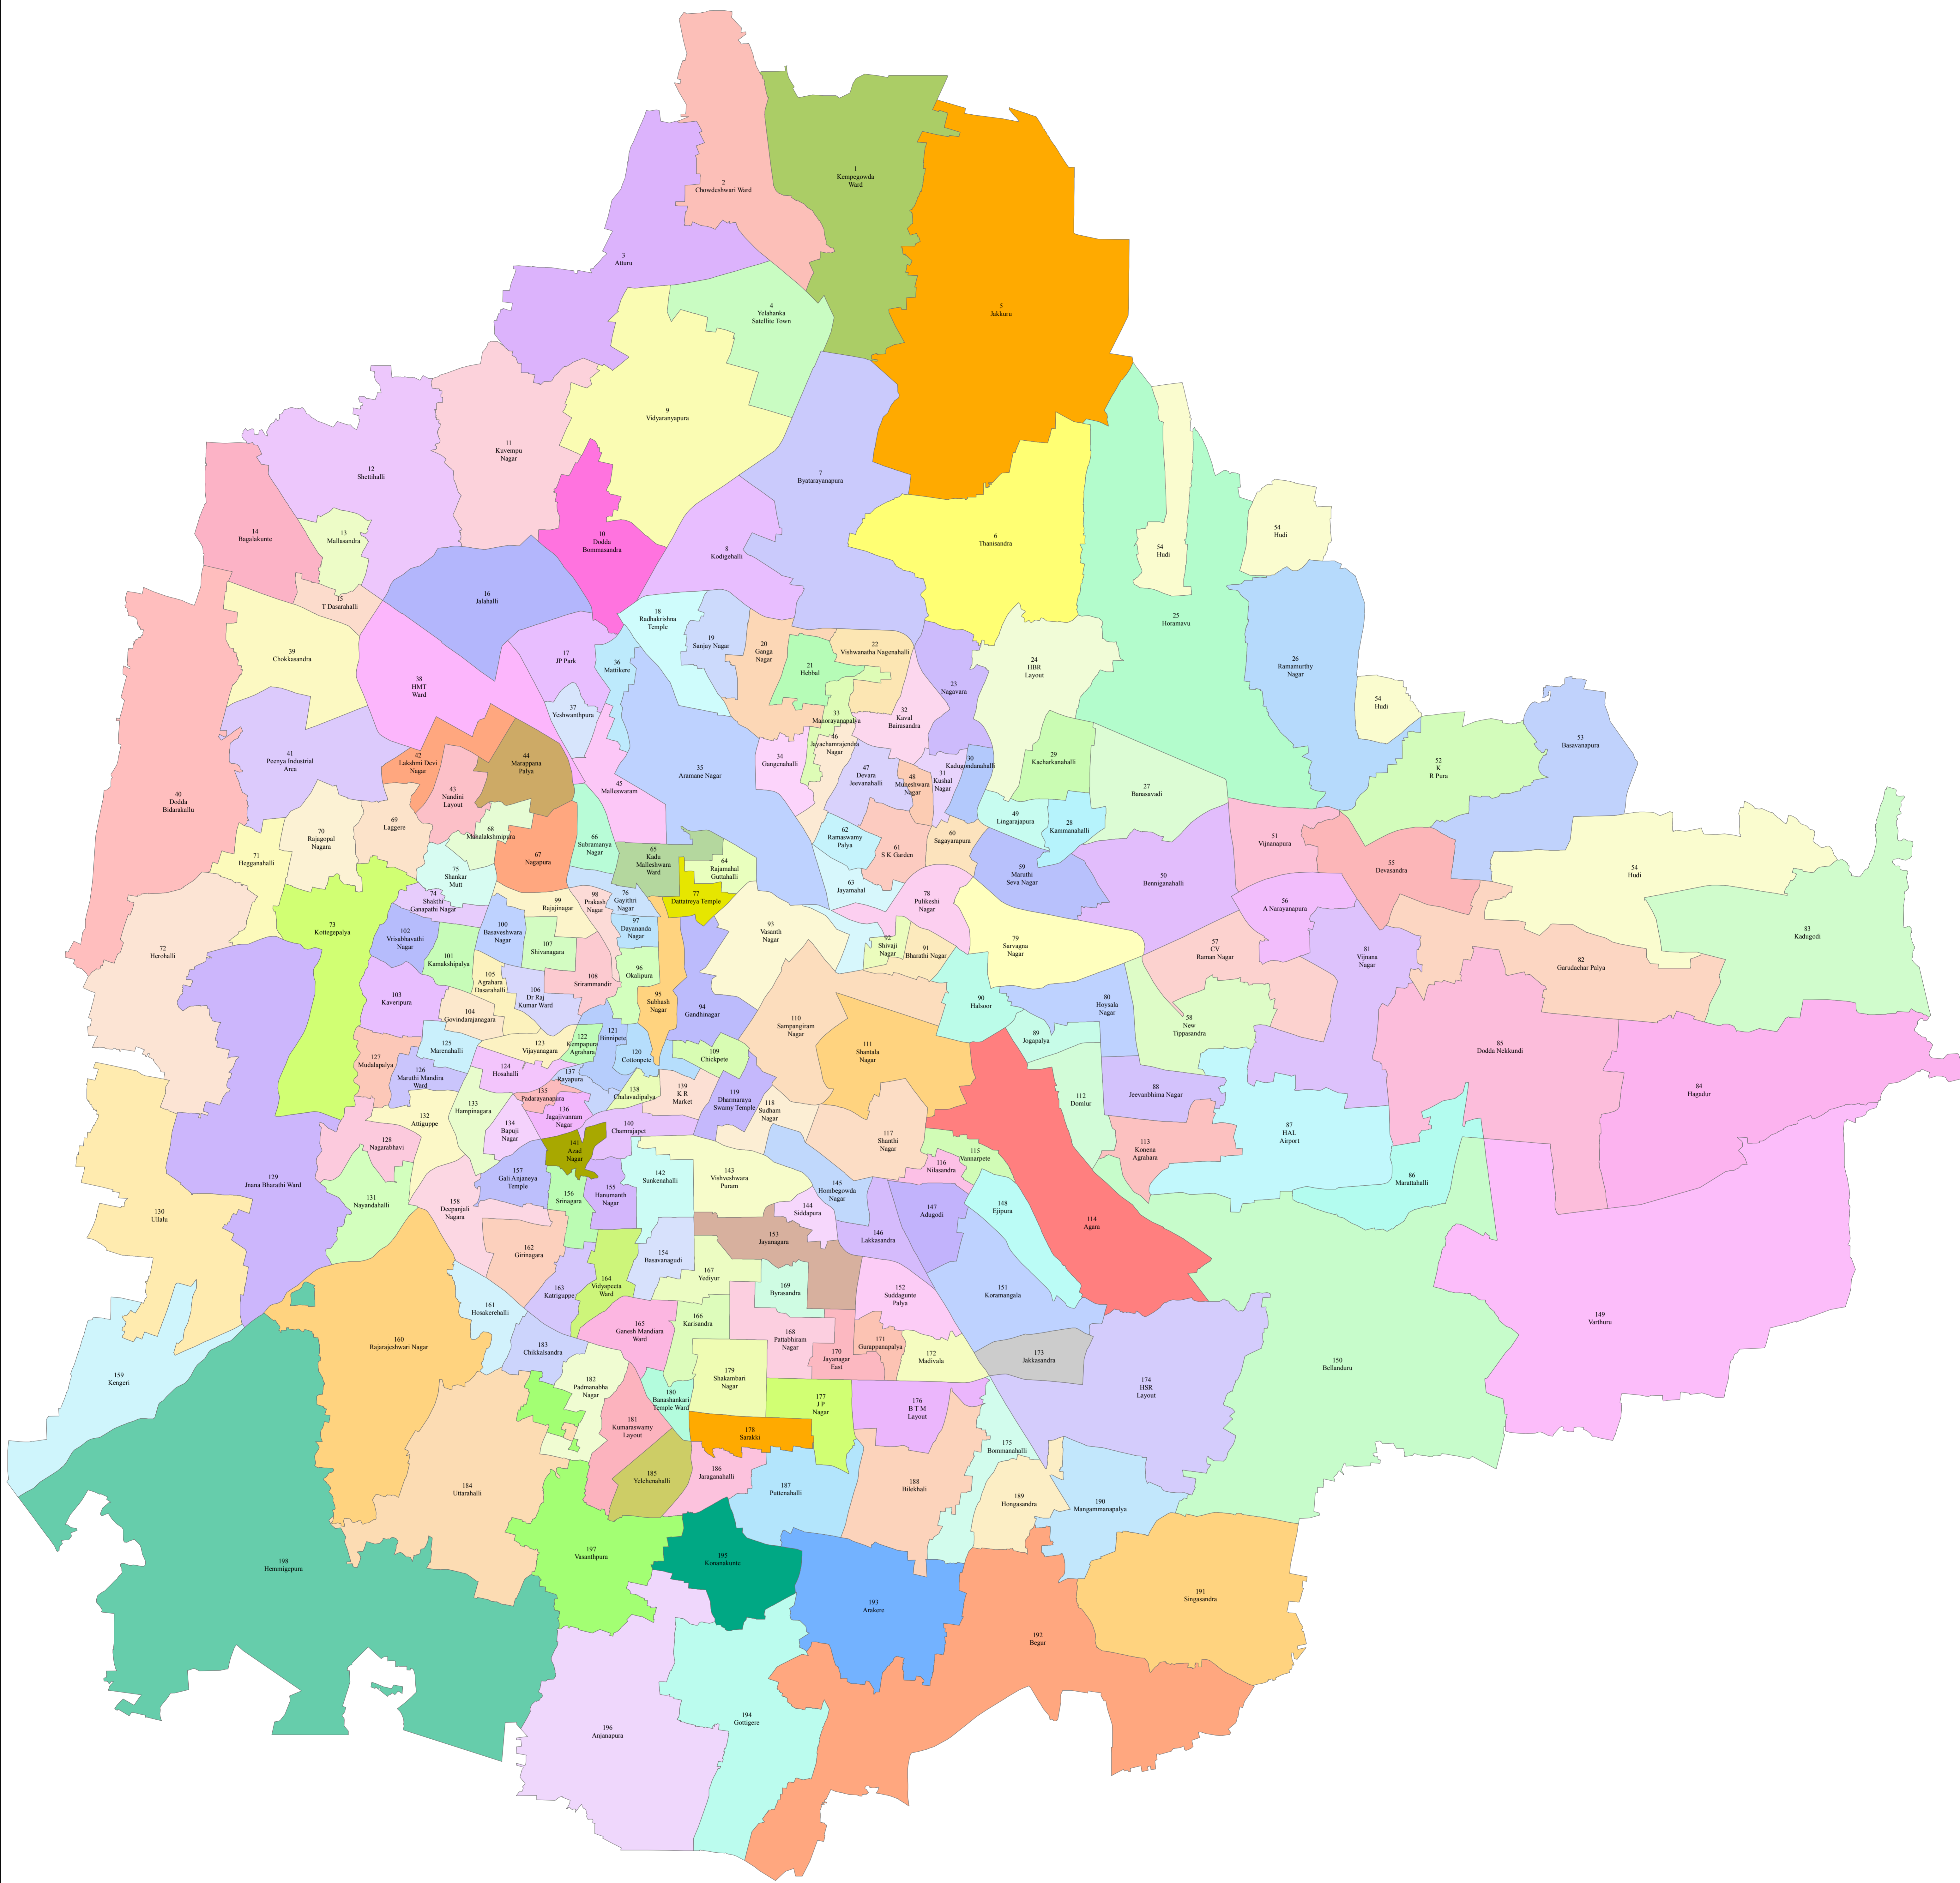 1
Kempegowda
Ward
2
Chowdeshwari Ward
3
Atturu
4
Yelahanka
Satellite Town
5
Jakkuru
9
Vidyaranyapura
11
Kuvempu
Nagar
12
Shettihalli
7
Byatarayanapura
14
Bagalakunte
13
Mallasandra
10
Dodda
Bommasandra
8
Kodigehalli
6
Thanisandra
54
Hudi
54
Hudi
15
T Dasarahalli
16
Jalahalli
18
Radhakrishna
Temple
19
Sanjay Nagar
20
Ganga
Nagar
22
Vishwanatha Nagenahalli
21
Hebbal
25
Horamavu
39
Chokkasandra
38
HMT
Ward
17
JP Park
36
Mattikere
23
Nagavara
24
HBR
Layout
26
Ramamurthy
Nagar
54
Hudi
37
Yeshwanthpura
33
Manorayanapalya
32
Kaval
Bairasandra
46
Jayachamrajendra
Nagar
41
Peenya Industrial
Area
42
Lakshmi Devi
Nagar
44
Marappana
Palya
34
Gangenahalli
35
Aramane Nagar
47
Devara
Jeevanahalli
48
Muneshwara
Nagar
31
Kushal
Nagar
30
Kadugondanahalli
29
Kacharkanahalli
27
Banasavadi
52
K
R Pura
53
Basavanapura
40
Dodda
Bidarakallu
43
Nandini
Layout
45
Malluswaram
70
Rajagopal
Nagara
69
Laggere
68
Mahalakshmipura
49
Lingarajapura
28
Kammanahalli
62
Ramaswamy
Palya
61
S K Garden
60
Sagayarapura
51
Vijnanapura
71
Hegganahalli
75
Shankar
Mutt
67
Nagapura
66
Subramanya
Nagar
65
Kadu
Malleshwara
Ward
64
Rajamahal
Guttahalli
63
Jayamahal
59
Maruthi
Seva Nagar
50
Benniganahalli
55
Devasandra
54
Hudi
74
Shakthi
Ganapathi Nagar
99
Rajajinagar
98
Prakash
Nagar
76
Gayithri
Nagar
77
Dattatreya Temple
78
Pulikeshi
Nagar
56
A Narayanapura
73
Kottegepalya
102
Vrisabhavathi
Nagar
100
Basaveshwara
Nagar
97
Dayananda
Nagar
93
Vasanth
Nagar
92
Shivaji
Nagar
91
Bharathi Nagar
79
Sarvagna
Nagar
57
CV
Raman Nagar
81
Vijnana
Nagar
83
Kadugodi
72
Herohalli
101
Kamakshipalya
107
Shivanagara
82
Garudachar Palya
105
Agrahara
Dasarahalli
106
Dr Raj
Kumar Ward
108
Srirammandir
96
Okalipura
95
Subhash
Nagar
94
Gandhinagar
90
Halsoor
80
Hoysala
Nagar
103
Kaveripura
104
Govindarajanagara
110
Sampangiram
Nagar
89
Jogapalya
58
New
Tippasandra
125
Marenahalli
123
Vijayanagara
122
Kempapura
Agrahara
121
Binnipete
120
Cottonpete
109
Chickpete
111
Shantala
Nagar
85
Dodda Nekkundi
127
Mudalapalya
126
Maruthi Mandira
Ward
124
Hosahalli
137
Rayapura
138
Chalavadipalya
139
K R
Market
119
Dharmaraya
Swamy Temple
118
Sudham
Nagar
112
Domlur
88
Jeevanbhima Nagar
84
Hagadur
132
Attiguppe
133
Hampinagara
135
Padarayanapura
136
Jagajivanram
Nagar
134
Bapuji
Nagar
140
Chamrajapet
117
Shanthi
Nagar
113
Konena
Agrahara
87
HAL
Airport
128
Nagarabhavi
141
Azad
Nagar
115
Vannarpete
116
Nilasandra
129
Jnana Bharathi Ward
157
Gali Anjaneya
Temple
142
Sunkenahalli
143
Vishveshwara
Puram
145
Hombegowda
Nagar
86
Marattahalli
131
Nayandahalli
158
Deepanjali
Nagara
156
Srinagara
155
Hanumanth
Nagar
144
Siddapura
147
Adugodi
148
Ejipura
130
Ullalu
114
Agara
162
Girinagara
154
Basavanagudi
153
Jayanagara
146
Lakkasandra
163
Katriguppe
164
Vidyapeeta
Ward
167
Yediyur
169
Byrasandra
152
Suddagunte
Palya
151
Koramangala
161
Hosakerehalli
149
Varthuru
160
Rajarajeshwari Nagar
165
Ganesh Mandiara
Ward
166
Karisandra
168
Pattabhiram
Nagar
170
Jayanagar
East
171
Gurappanapalya
172
Madivala
173
Jakkasandra
150
Bellanduru
159
Kengeri
183
Chikkalsandra
182
Padmanabha
Nagar
179
Shakambari
Nagar
174
HSR
Layout
180
Banashankari
Temple Ward
177
J P
Nagar
176
B T M
Layout
181
Kumaraswamy
Layout
178
Sarakki
175
Bommanahalli
185
Yelchenahalli
186
Jaraganahalli
187
Puttenahalli
188
Bilekhali
184
Uttarahalli
189
Hongasandra
190
Mangammanapalya
198
Hemmigepura
197
Vasanthpura
195
Konanakunte
193
Arakere
191
Singasandra
192
Begur
194
Gottigere
196
Anjanapura